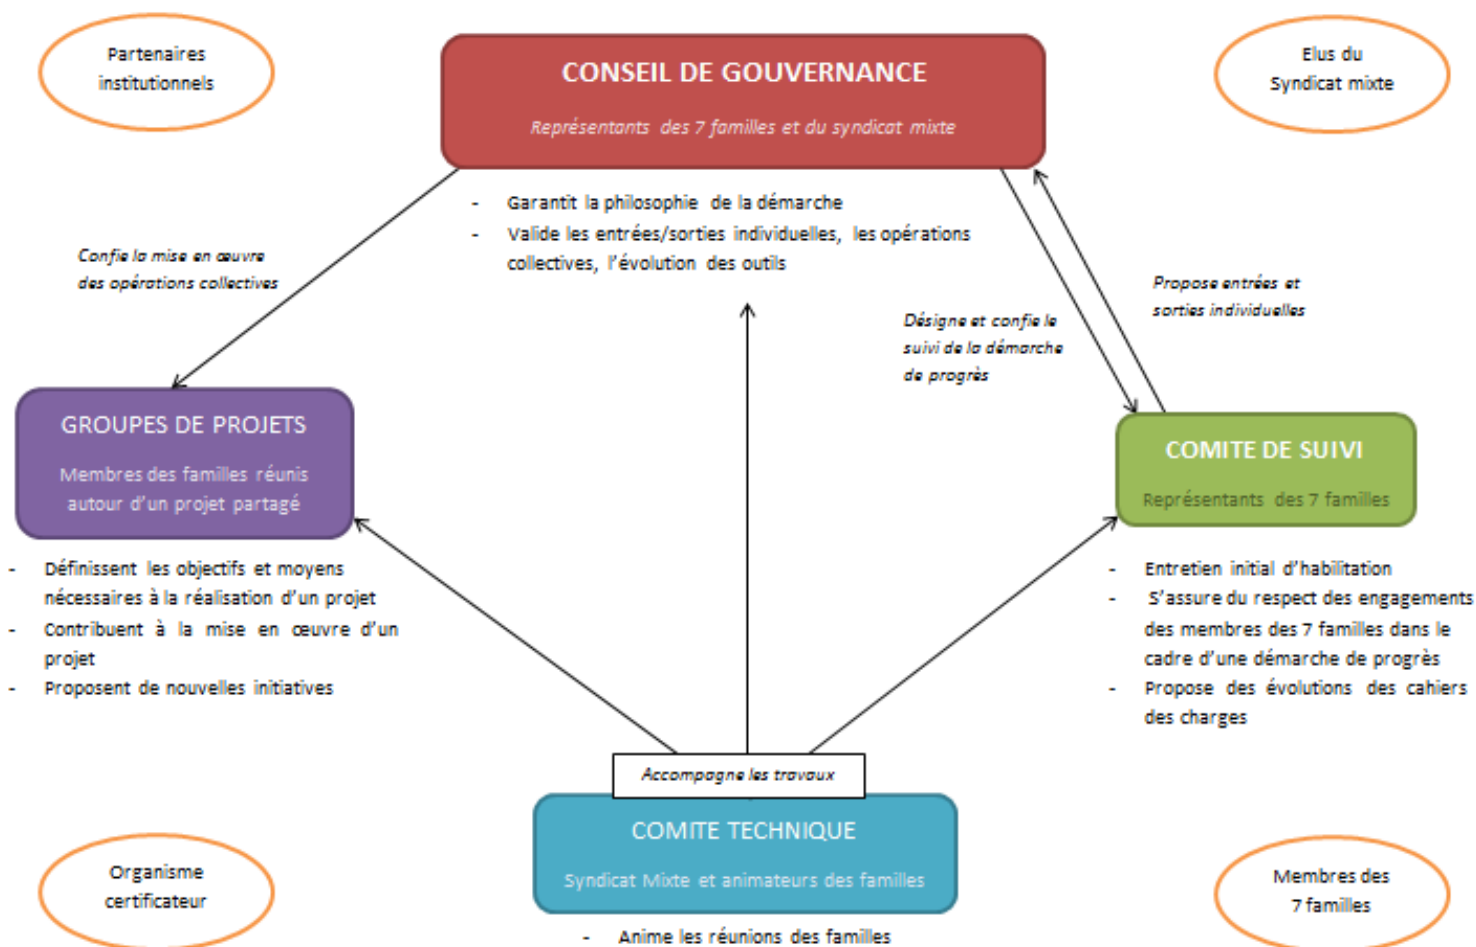 Partenaires
institutionnels
CONSEIL DE GOUVERNANCE
Représentants des 7 familles et du syndicat mixte
Elus du
Syndicat mixte
- Garantit la philosophie de la démarche
- Valide les entrées/sorties individuelles, les opérations
collectives, l'évolution des outils
Confie la mise en œuvre
des opérations collectives
Désigne et confie le
suivi de la démarche
de progrès
Propose entrées et
sorties individuelles
GROUPES DE PROJETS
Membres des familles réunis
autour d'un projet partagé
- Définissent les objectifs et moyens
nécessaires à la réalisation d'un projet
- Contribuent à la mise en œuvre d'un
projet
- Proposent de nouvelles initiatives
COMITE DE SUIVI
Représentants des 7 familles
- Entretien initial d'habilitation
- S'assure du respect des engagements
des membres des 7 familles dans le
cadre d'une démarche de progrès
- Propose des évolutions des cahiers
des charges
Accompagne les travaux
COMITE TECHNIQUE
Syndicat Mixte et animateurs des familles
- Anime les réunions des familles
Organisme
certificateur
Membres des
7 familles